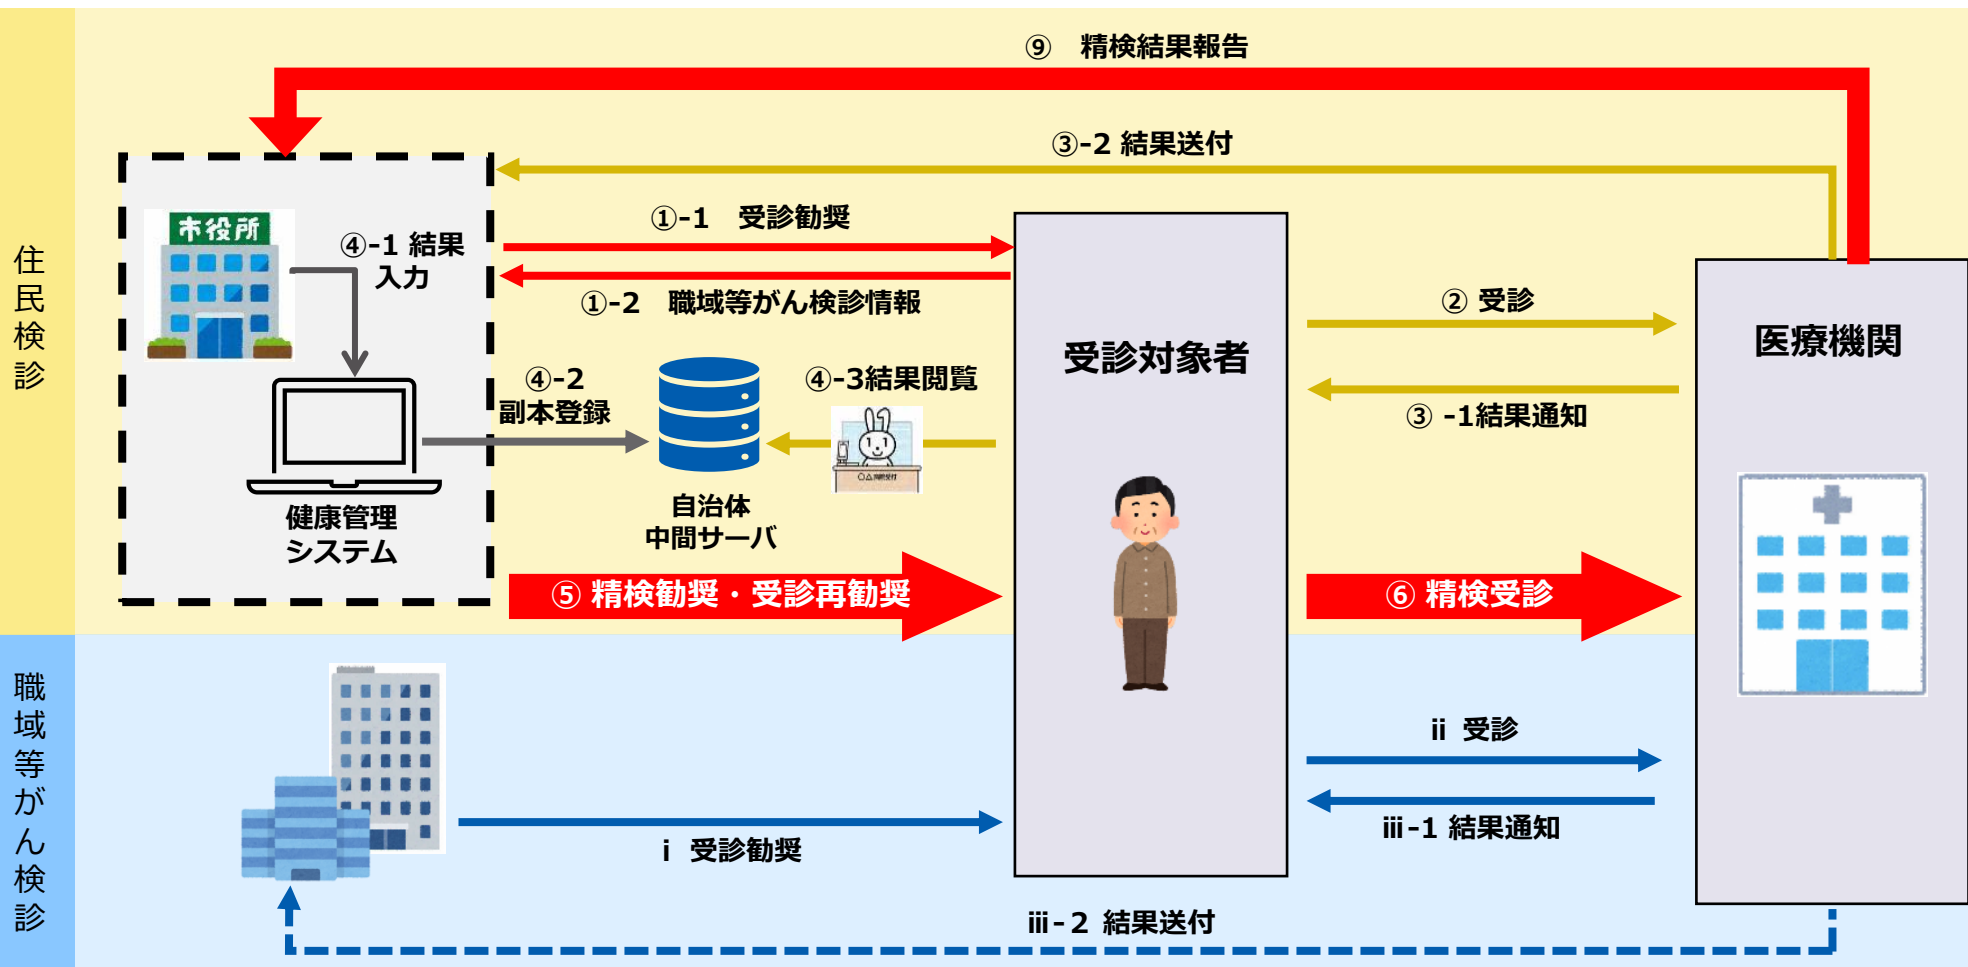 住民検診
⑨　精検結果報告
③-2 結果送付
市役所
④-1 結果
入力
①-1　受診勧奨
①-2　職域等がん検診情報
④-2
副本登録
④-3結果閲覧
健康管理
システム
自治体
中間サーバ
受診対象者
② 受診
③ -1結果通知
医療機関
⑤ 精検勧奨・受診再勧奨
⑥ 精検受診
職域等がん検診
ⅰ 受診勧奨
ⅱ 受診
ⅲ-1 結果通知
ⅲ-2 結果送付